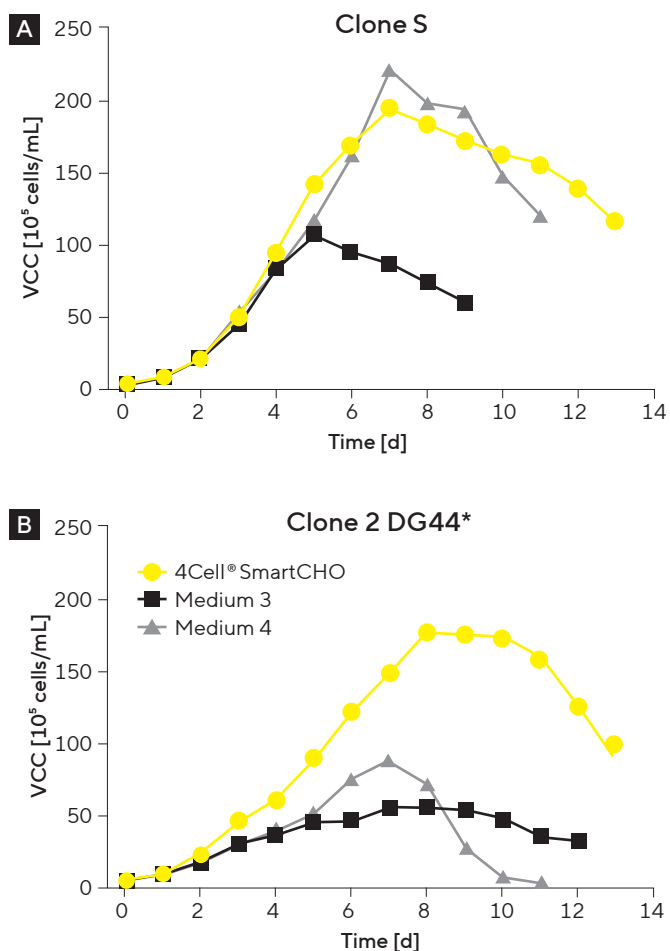 A
Clone S
VCC [10⁵ cells/mL]
250
200
150
100
50
0
0 2 4 6 8 10 12 14
Time [d]
B
Clone 2 DG44*
VCC [10⁵ cells/mL]
250
200
150
100
50
0
4Cell® SmartCHO
Medium 3
Medium 4
0 2 4 6 8 10 12 14
Time [d]